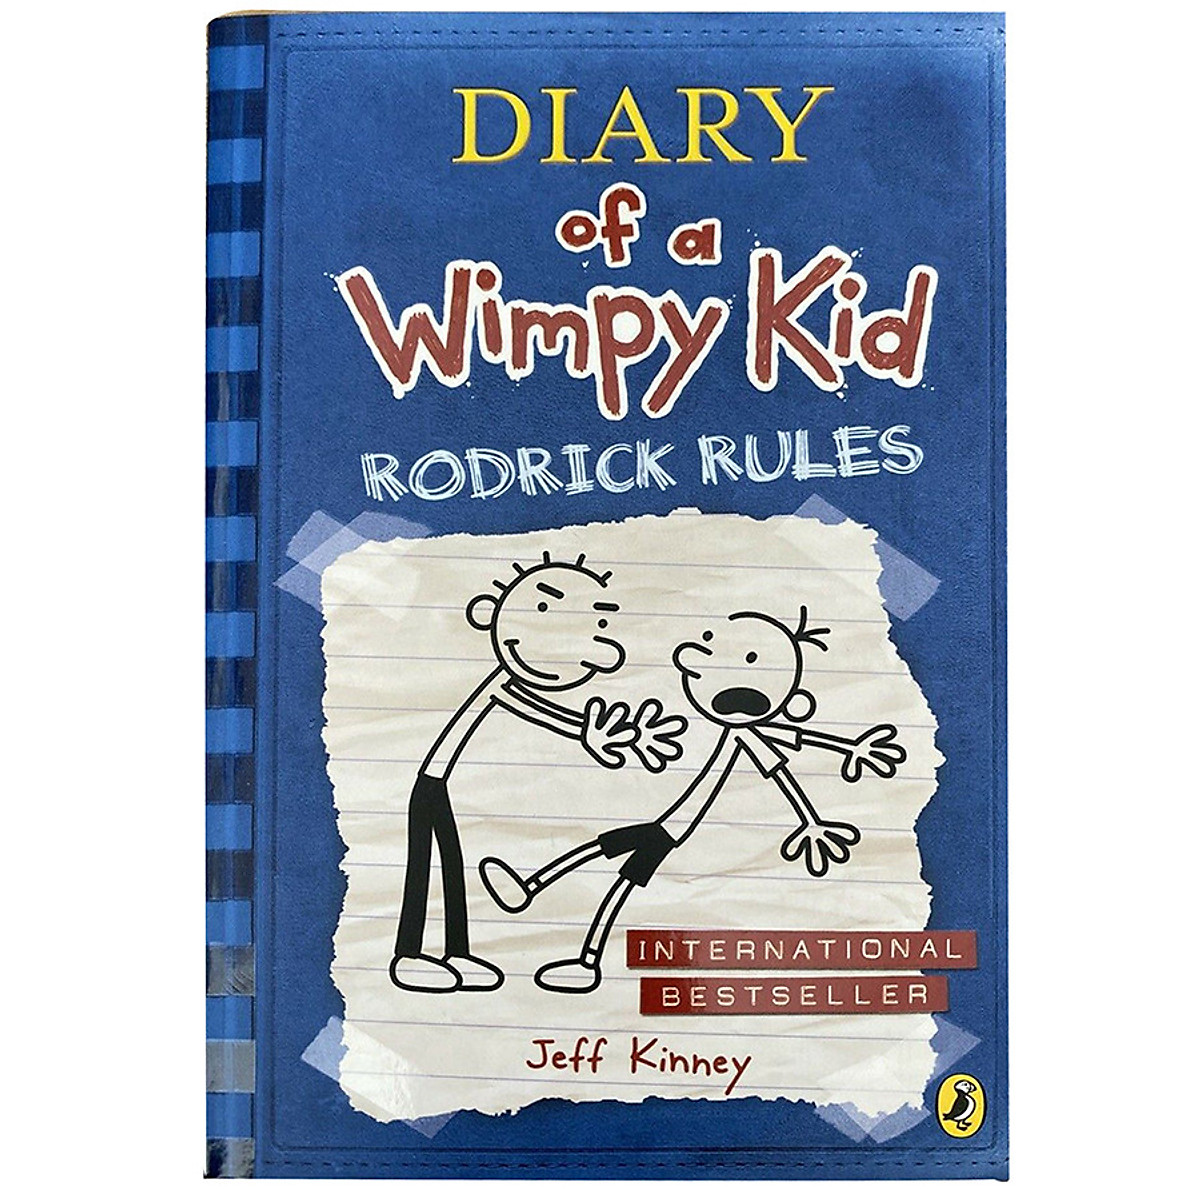 DIARY
of a
Wimpy Kid
RODRICK RULES
INTERNATIONAL
BESTSELLER
Jeff Kinney